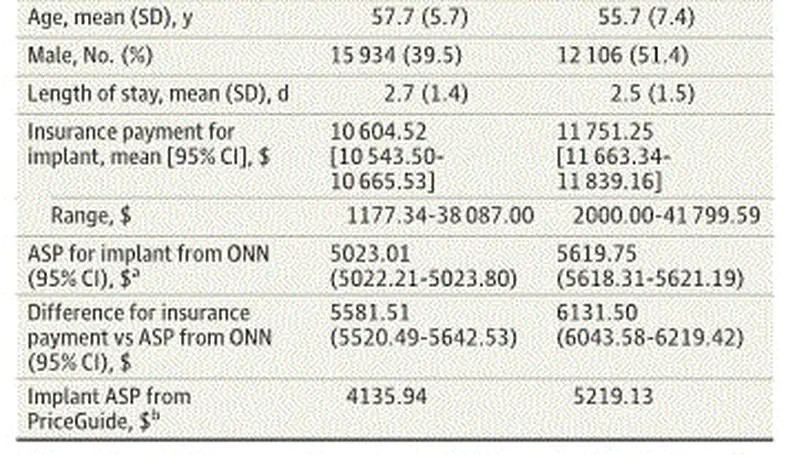 Age, mean (SD), y 57.7 (5.7) 55.7 (7.4)
Male, No. (%) 15 934 (39.5) 12 106 (51.4)
Length of stay, mean (SD), d 2.7 (1.4) 2.5 (1.5)
Insurance payment for 10 604.52 11 751.25
implant, mean [95% CI], $ [10 543.50- [11 663.34-
10 665.53] 11 839.16]
Range, $ 1177.34-38 087.00 2000.00-41 799.59
ASP for implant from ONN 5023.01 5619.75
(95% CI), $a (5022.21-5023.80) (5618.31-5621.19)
Difference for insurance 5581.51 6131.50
payment vs ASP from ONN (5520.49-5642.53) (6043.58-6219.42)
(95% CI), $
Implant ASP from 4135.94 5219.13
PriceGuide, $b